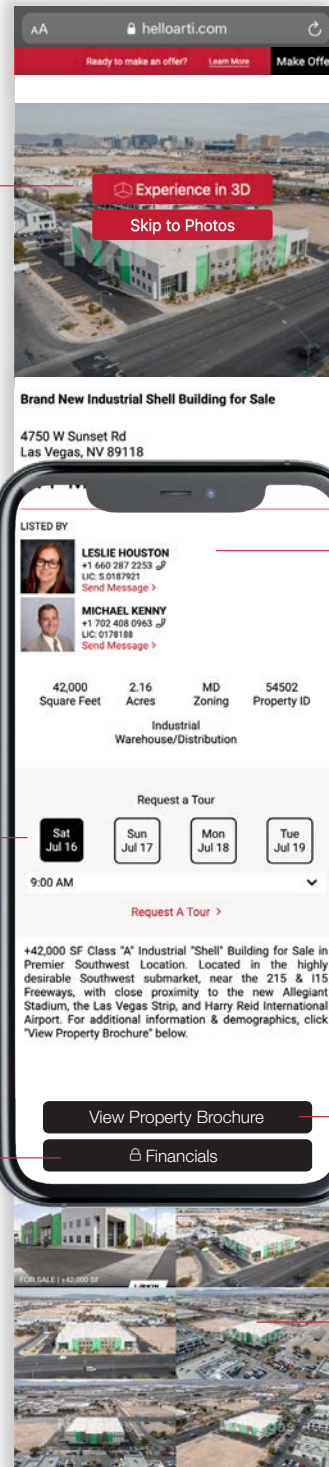 AA
helloarti.com
Ready to make an offer? Learn More Make Offe
Experience in 3D
Skip to Photos
Brand New Industrial Shell Building for Sale
4750 W Sunset Rd
Las Vegas, NV 89118
LISTED BY
LESLIE HOUSTON
+1 660 287 2253
LIC: S.0187921
Send Message >
MICHAEL KENNY
+1 702 408 0963
LIC: 0178188
Send Message >
42,000 2.16 MD 54502
Square Feet Acres Zoning Property ID
Industrial
Warehouse/Distribution
Request a Tour
Sat Sun Mon Tue
Jul 16 Jul 17 Jul 18 Jul 19
9:00 AM
Request A Tour >
+42,000 SF Class "A" Industrial "Shell" Building for Sale in
Premier Southwest Location. Located in the highly
desirable Southwest submarket, near the 215 & I15
Freeways, with close proximity to the new Allegiant
Stadium, the Las Vegas Strip, and Harry Reid International
Airport. For additional information & demographics, click
"View Property Brochure" below.
View Property Brochure
Financials
FOR SALE | ±42,000 SF